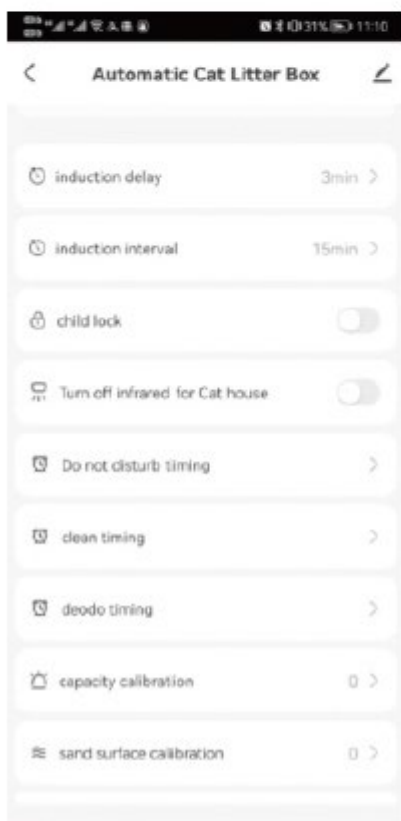 31% 11:10
Automatic Cat Litter Box
induction delay 3min
induction interval 15min
child lock
Turn off infrared for Cat house
Do not disturb timing
clean timing
deodo timing
capacity calibration 0
sand surface calibration 0